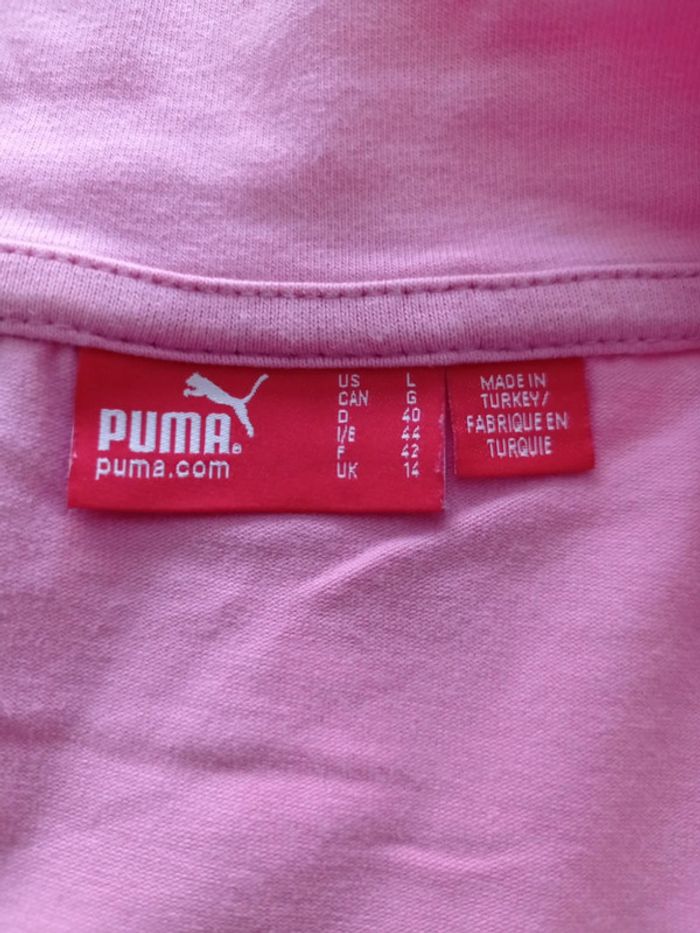 PUMA®
puma.com
US L
CAN G
D 40
I/E 44
F 42
UK 14
MADE IN
TURKEY/
FABRIQUE EN
TURQUIE